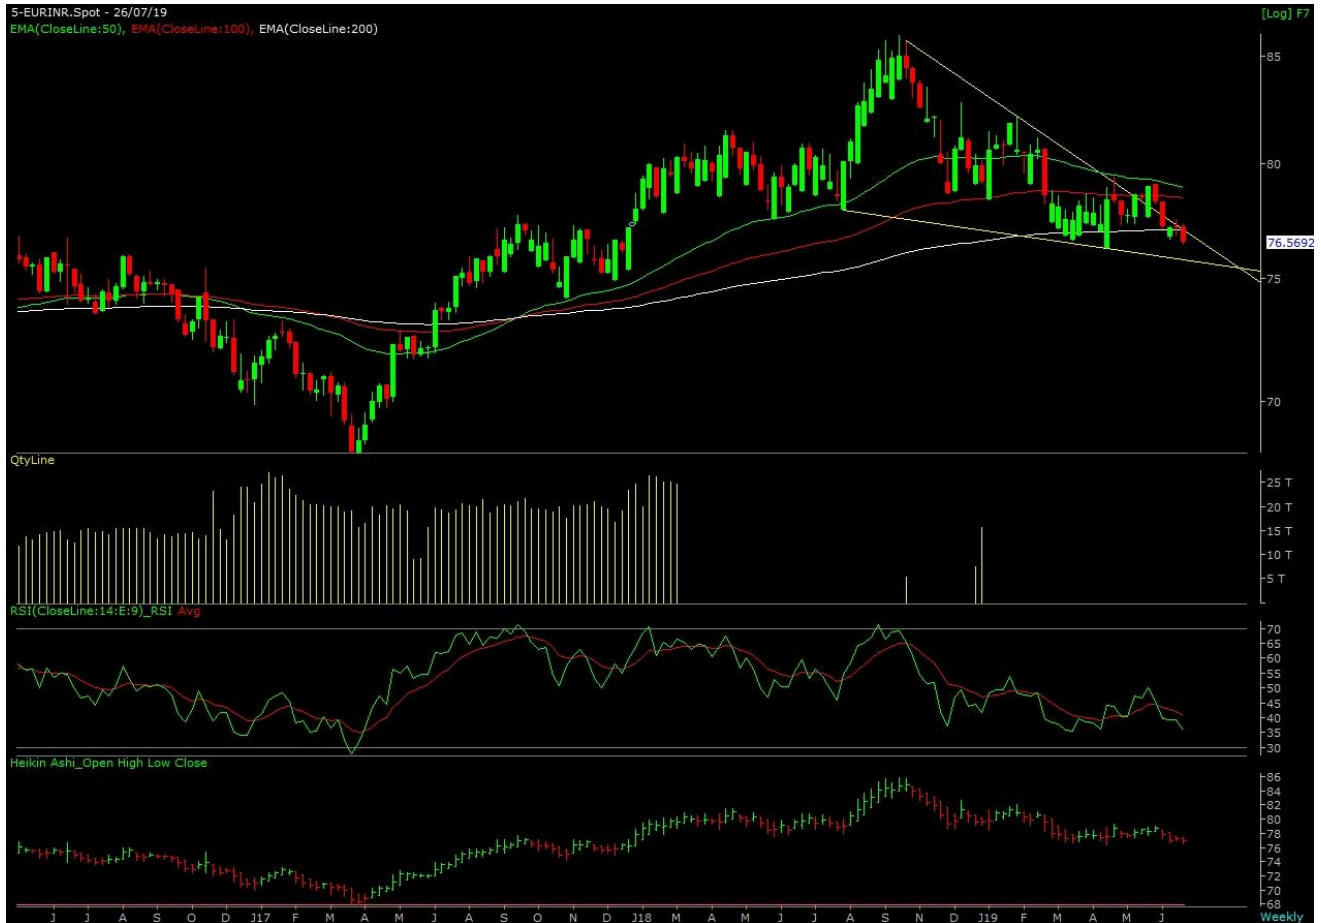 5-EURINR.Spot - 26/07/19
[Log] F7
EMA(CloseLine:50), EMA(CloseLine:100), EMA(CloseLine:200)
85
80
76.5692
75
70
QtyLine
25 T
20 T
15 T
10 T
5 T
RSI(CloseLine:14:E:9)_RSI Avg
70
65
60
55
50
45
40
35
30
Heikin Ashi_Open High Low Close
86
84
82
80
78
76
74
72
70
68
J J A S O D J17 F M A M J J S O N D J18 M A M J J A S O N J19 F M A M J Weekly